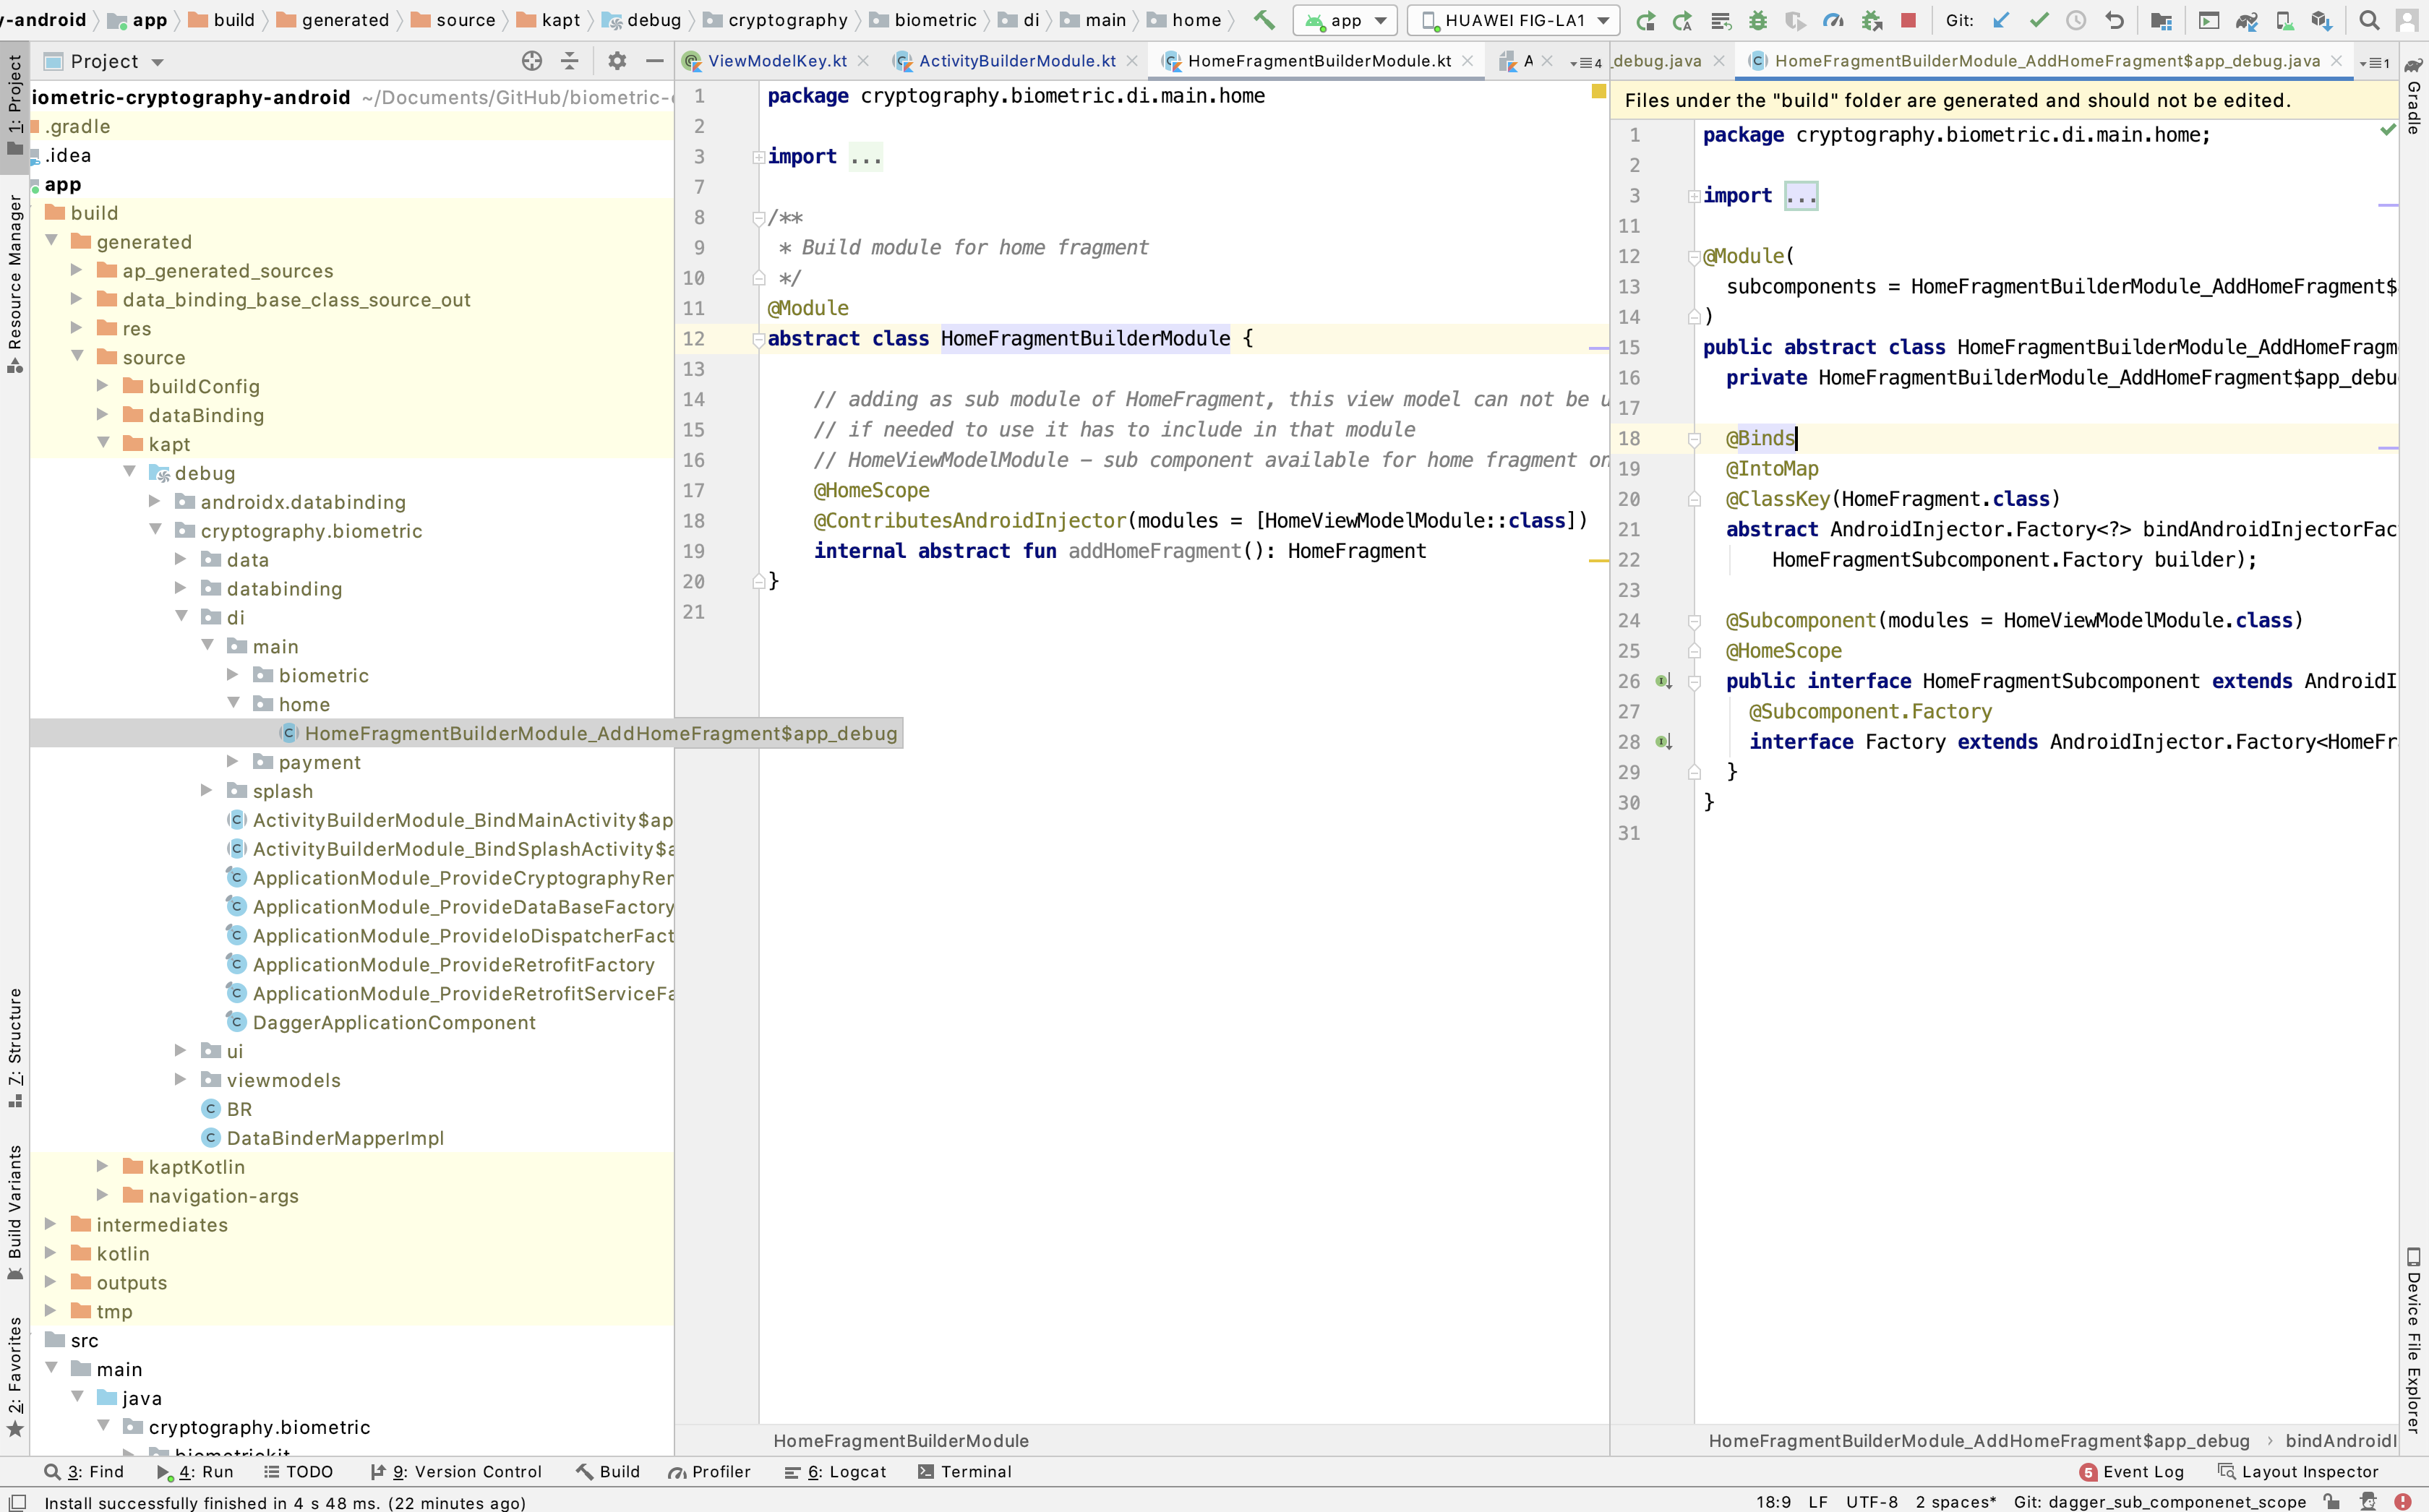 y-android app build generated source kapt debug cryptography biometric di main home app HUAWEI FIG-LA1 Git:
1: Project
Resource Manager
7: Structure
Build Variants
2: Favorites
Project
iometric-cryptography-android ~/Documents/GitHub/biometric-
.gradle
.idea
app
build
generated
ap_generated_sources
data_binding_base_class_source_out
res
source
buildConfig
dataBinding
kapt
debug
androidx.databinding
cryptography.biometric
data
databinding
di
main
biometric
home
HomeFragmentBuilderModule_AddHomeFragment$app_debug
payment
splash
ActivityBuilderModule_BindMainActivity$ap
ActivityBuilderModule_BindSplashActivity$a
ApplicationModule_ProvideCryptographyRe
ApplicationModule_ProvideDataBaseFactory
ApplicationModule_ProvideIoDispatcherFact
ApplicationModule_ProvideRetrofitFactory
ApplicationModule_ProvideRetrofitServiceFa
DaggerApplicationComponent
ui
viewmodels
BR
DataBinderMapperImpl
kaptKotlin
navigation-args
intermediates
kotlin
outputs
tmp
src
main
java
cryptography.biometric
biometrickit
ViewModelKey.kt ActivityBuilderModule.kt HomeFragmentBuilderModule.kt A 4
1 package cryptography.biometric.di.main.home
2
3 import ...
7
8 /**
9 * Build module for home fragment
10 */
11 @Module
12 abstract class HomeFragmentBuilderModule {
13
14 // adding as sub module of HomeFragment, this view model can not be u
15 // if needed to use it has to include in that module
16 // HomeViewModelModule – sub component available for home fragment on
17 @HomeScope
18 @ContributesAndroidInjector(modules = [HomeViewModelModule::class])
19 internal abstract fun addHomeFragment(): HomeFragment
20 }
21
HomeFragmentBuilderModule
_debug.java HomeFragmentBuilderModule_AddHomeFragment$app_debug.java 1
Files under the "build" folder are generated and should not be edited.
1 package cryptography.biometric.di.main.home;
2
3 import ...
11
12 @Module(
13 subcomponents = HomeFragmentBuilderModule_AddHomeFragment$
14 )
15 public abstract class HomeFragmentBuilderModule_AddHomeFragm
16 private HomeFragmentBuilderModule_AddHomeFragment$app_debu
17
18 @Binds
19 @IntoMap
20 @ClassKey(HomeFragment.class)
21 abstract AndroidInjector.Factory<?> bindAndroidInjectorFac
22 HomeFragmentSubcomponent.Factory builder);
23
24 @Subcomponent(modules = HomeViewModelModule.class)
25 @HomeScope
26 public interface HomeFragmentSubcomponent extends AndroidI
27 @Subcomponent.Factory
28 interface Factory extends AndroidInjector.Factory<HomeFr
29 }
30 }
31
HomeFragmentBuilderModule_AddHomeFragment$app_debug › bindAndroidI
Gradle
Device File Explorer
3: Find 4: Run TODO 9: Version Control Build Profiler 6: Logcat Terminal 5 Event Log Layout Inspector
Install successfully finished in 4 s 48 ms. (22 minutes ago) 18:9 LF UTF-8 2 spaces* Git: dagger_sub_componenet_scope